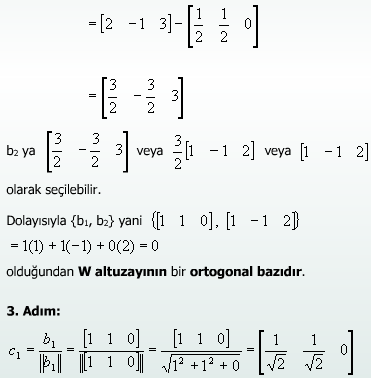 = [2 −1 3] − [1/2 1/2 0]
= [3/2 −3/2 3]
b₂ ya [3/2 −3/2 3] veya 3/2 [1 −1 2] veya [1 −1 2]
olarak seçilebilir.
Dolayısıyla {b₁, b₂} yani {[1 1 0], [1 −1 2]}
= 1(1) + 1(−1) + 0(2) = 0
olduğundan W altuzayının bir ortogonal bazıdır.
3. Adım:
c₁ = b₁/‖b₁‖ = [1 1 0]/‖[1 1 0]‖ = [1 1 0]/√(1² + 1² + 0) = [1/√2 1/√2 0]